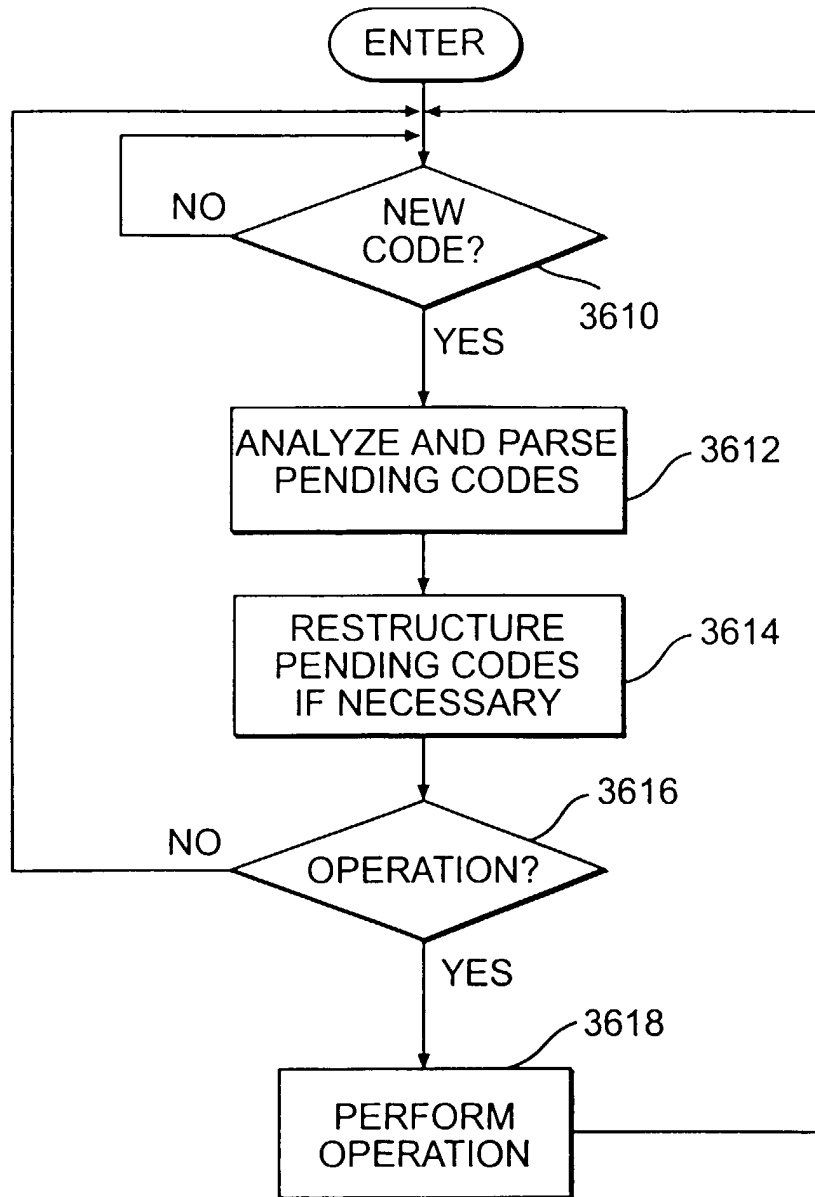 ENTER
NO
NEW
CODE?
3610
YES
ANALYZE AND PARSE
PENDING CODES
3612
RESTRUCTURE
PENDING CODES
IF NECESSARY
3614
3616
NO
OPERATION?
YES
3618
PERFORM
OPERATION